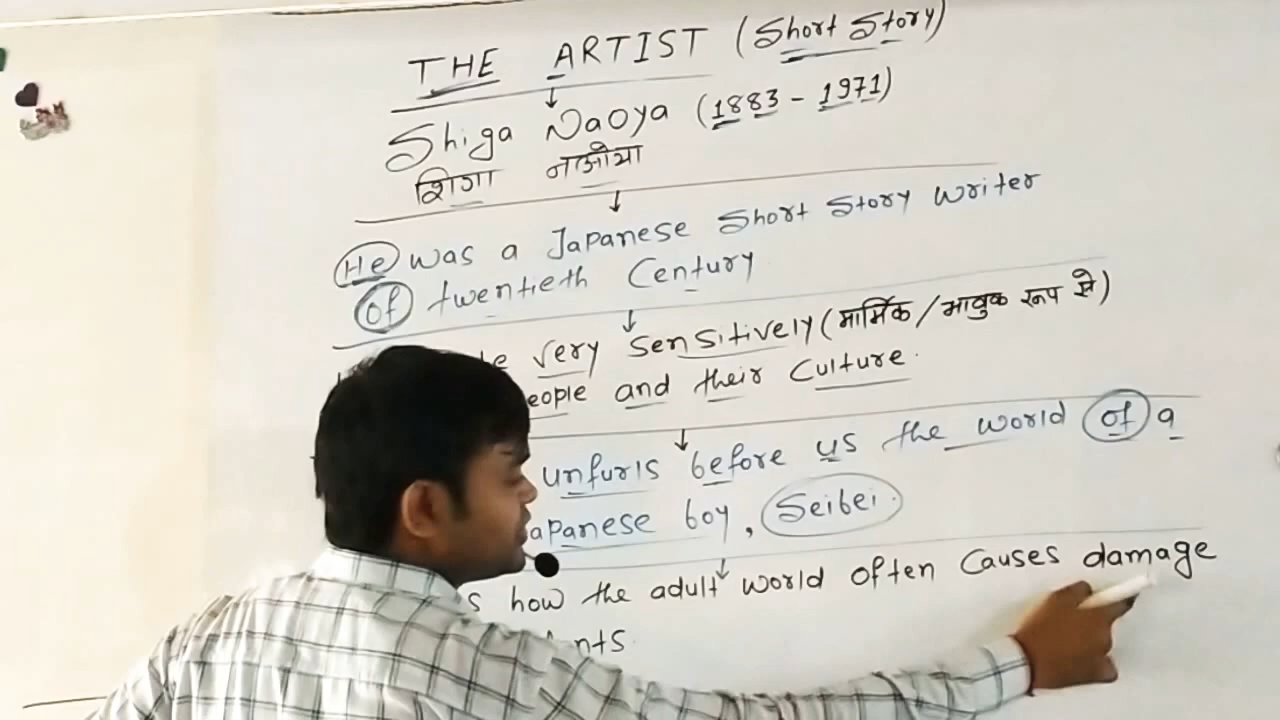 THE ARTIST (Short Story)
Shiga Naoya (1883 - 1971)
शिगा नाओया
He was a Japanese Short Story writer
of twentieth Century
very Sensitively (मार्मिक / भावुक रूप से)
and their Culture.
unfurls before us the world of a
boy, Seibei.
how the adult world often Causes damage